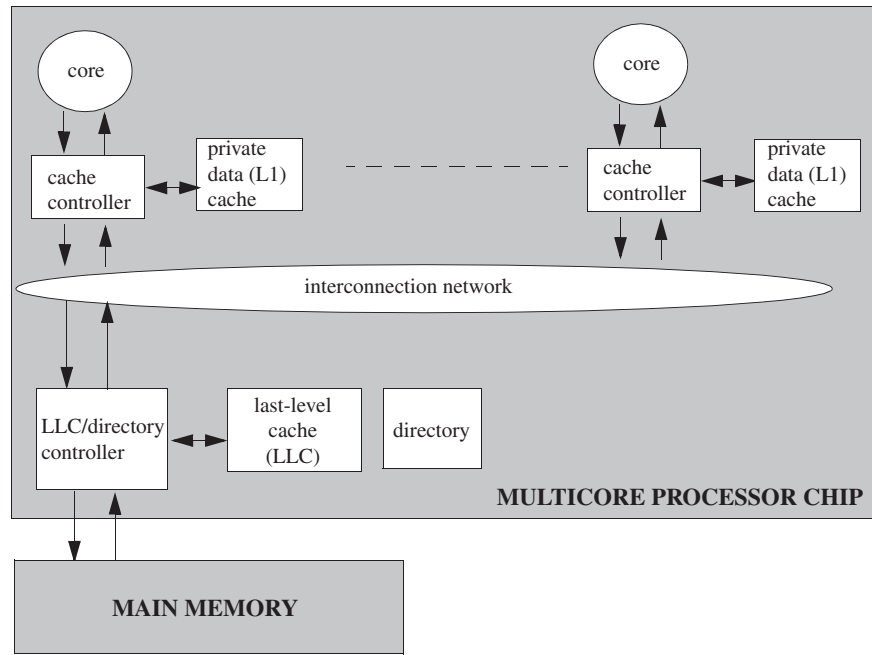 core
core
cache
controller
private
data (L1)
cache
cache
controller
private
data (L1)
cache
interconnection network
LLC/directory
controller
last-level
cache
(LLC)
directory
MULTICORE PROCESSOR CHIP
MAIN MEMORY